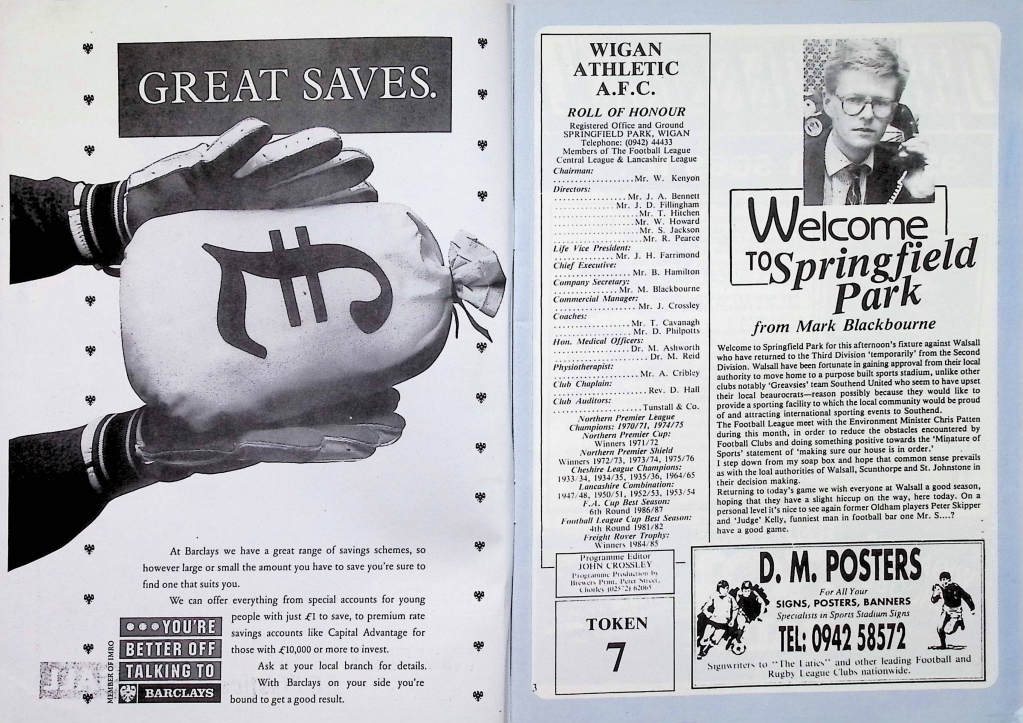 GREAT SAVES.
£
At Barclays we have a great range of savings schemes, so
however large or small the amount you have to save you're sure to
find one that suits you.
We can offer everything from special accounts for young
people with just £1 to save, to premium rate
savings accounts like Capital Advantage for
those with £10,000 or more to invest.
Ask at your local branch for details.
With Barclays on your side you're
bound to get a good result.
MEMBER OF IMRO
●●●YOU'RE
BETTER OFF
TALKING TO
BARCLAYS
WIGAN
ATHLETIC
A.F.C.
ROLL OF HONOUR
Registered Office and Ground
SPRINGFIELD PARK, WIGAN
Telephone: (0942) 44433
Members of The Football League
Central League & Lancashire League
Chairman:
Mr. W. Kenyon
Directors:
Mr. J. A. Bennett
Mr. J. D. Fillingham
Mr. T. Hitchen
Mr. W. Howard
Mr. S. Jackson
Mr. R. Pearce
Life Vice President:
Mr. J. H. Farrimond
Chief Executive:
Mr. B. Hamilton
Company Secretary:
Mr. M. Blackbourne
Commercial Manager:
Mr. J. Crossley
Coaches:
Mr. T. Cavanagh
Mr. D. Philpotts
Hon. Medical Officers:
Dr. M. Ashworth
Dr. M. Reid
Physiotherapist:
Mr. A. Cribley
Club Chaplain:
Rev. D. Hall
Club Auditors:
Tunstall & Co.
Northern Premier League
Champions: 1970/71, 1974/75
Northern Premier Cup:
Winners 1971/72
Northern Premier Shield
Winners 1972/73, 1973/74, 1975/76
Cheshire League Champions:
1933/34, 1934/35, 1935/36, 1964/65
Lancashire Combination:
1947/48, 1950/51, 1952/53, 1953/54
F.A. Cup Best Season:
6th Round 1986/87
Football League Cup Best Season:
4th Round 1981/82
Freight Rover Trophy:
Winners 1984/85
Programme Editor
JOHN CROSSLEY
Programme Production by
Brewers Print, Peter Street,
Chorley (02572) 62065
TOKEN
7
3
Welcome
TO Springfield
Park
from Mark Blackbourne
Welcome to Springfield Park for this afternoon's fixture against Walsall
who have returned to the Third Division 'temporarily' from the Second
Division. Walsall have been fortunate in gaining approval from their local
authority to move home to a purpose built sports stadium, unlike other
clubs notably 'Greavsies' team Southend United who seem to have upset
their local beaurocrats—reason possibly because they would like to
provide a sporting facility to which the local community would be proud
of and attracting international sporting events to Southend.
The Football League meet with the Environment Minister Chris Patten
during this month, in order to reduce the obstacles encountered by
Football Clubs and doing something positive towards the 'Minature of
Sports' statement of 'making sure our house is in order.'
I step down from my soap box and hope that common sense prevails
as with the loal authorities of Walsall, Scunthorpe and St. Johnstone in
their decision making.
Returning to today's game we wish everyone at Walsall a good season,
hoping that they have a slight hiccup on the way, here today. On a
personal level it's nice to see again former Oldham players Peter Skipper
and 'Judge' Kelly, funniest man in football bar one Mr. S....?
have a good game.
D. M. POSTERS
For All Your
SIGNS, POSTERS, BANNERS
Specialists in Sports Stadium Signs
TEL: 0942 58572
Signwriters to "The Latics" and other leading Football and
Rugby League Clubs nationwide.